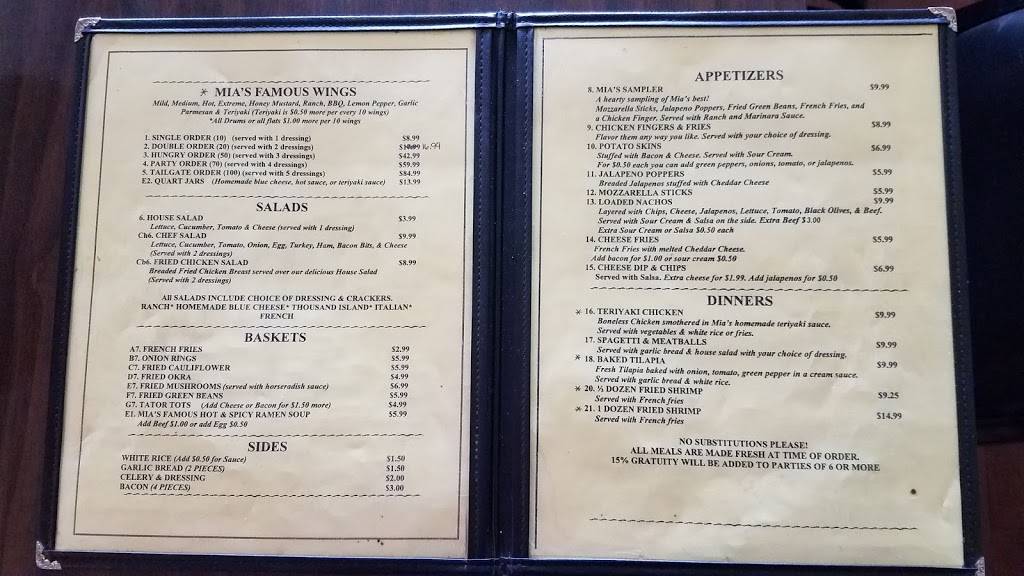 * MIA'S FAMOUS WINGS
Mild, Medium, Hot, Extreme, Honey Mustard, Ranch, BBQ, Lemon Pepper, Garlic
Parmesan & Teriyaki (Teriyaki is $0.50 more per every 10 wings)
*All Drums or all flats $1.00 more per 10 wings
1. SINGLE ORDER (10) (served with 1 dressing) $8.99
2. DOUBLE ORDER (20) (served with 2 dressings) 16.99
3. HUNGRY ORDER (50) (served with 3 dressings) $42.99
4. PARTY ORDER (70) (served with 4 dressings) $59.99
5. TAILGATE ORDER (100) (served with 5 dressings) $84.99
E2. QUART JARS (Homemade blue cheese, hot sauce, or teriyaki sauce) $13.99
SALADS
6. HOUSE SALAD $3.99
Lettuce, Cucumber, Tomato & Cheese (served with 1 dressing)
Ch6. CHEF SALAD $9.99
Lettuce, Cucumber, Tomato, Onion, Egg, Turkey, Ham, Bacon Bits, & Cheese
(Served with 2 dressings)
Cb6. FRIED CHICKEN SALAD $8.99
Breaded Fried Chicken Breast served over our delicious House Salad
(Served with 2 dressings)
All SALADS INCLUDE CHOICE OF DRESSING & CRACKERS.
RANCH* HOMEMADE BLUE CHEESE* THOUSAND ISLAND* ITALIAN*
FRENCH
BASKETS
A7. FRENCH FRIES $2.99
B7. ONION RINGS $5.99
C7. FRIED CAULIFLOWER $5.99
D7. FRIED OKRA $4.99
E7. FRIED MUSHROOMS (served with horseradish sauce) $6.99
F7. FRIED GREEN BEANS $5.99
G7. TATOR TOTS (Add Cheese or Bacon for $1.50 more) $4.99
E1. MIA'S FAMOUS HOT & SPICY RAMEN SOUP $5.99
Add Beef $1.00 or add Egg $0.50
SIDES
WHITE RICE (Add $0.50 for Sauce) $1.50
GARLIC BREAD (2 PIECES) $1.50
CELERY & DRESSING $2.00
BACON (4 PIECES) $3.00
APPETIZERS
8. MIA'S SAMPLER $9.99
A hearty sampling of Mia's best!
Mozzarella Sticks, Jalapeno Poppers, Fried Green Beans, French Fries, and
a Chicken Finger. Served with Ranch and Marinara Sauce.
9. CHICKEN FINGERS & FRIES $8.99
Flavor them any way you like. Served with your choice of dressing.
10. POTATO SKINS $6.99
Stuffed with Bacon & Cheese. Served with Sour Cream.
For $0.50 each you can add green peppers, onions, tomato, or jalapenos.
11. JALAPENO POPPERS $5.99
Breaded Jalapenos stuffed with Cheddar Cheese
12. MOZZARELLA STICKS $5.99
13. LOADED NACHOS $9.99
Layered with Chips, Cheese, Jalapenos, Lettuce, Tomato, Black Olives, & Beef.
Served with Sour Cream & Salsa on the side. Extra Beef $3.00
Extra Sour Cream or Salsa $0.50 each
14. CHEESE FRIES $5.99
French Fries with melted Cheddar Cheese.
Add bacon for $1.00 or sour cream $0.50
15. CHEESE DIP & CHIPS $6.99
Served with Salsa. Extra cheese for $1.99. Add jalapenos for $0.50
DINNERS
* 16. TERIYAKI CHICKEN $9.99
Boneless Chicken smothered in Mia's homemade teriyaki sauce.
Served with vegetables & white rice or fries.
17. SPAGETTI & MEATBALLS $9.99
Served with garlic bread & house salad with your choice of dressing.
* 18. BAKED TILAPIA $9.99
Fresh Tilapia baked with onion, tomato, green pepper in a cream sauce.
Served with garlic bread & white rice.
* 20. ½ DOZEN FRIED SHRIMP $9.25
Served with French fries
* 21. 1 DOZEN FRIED SHRIMP $14.99
Served with French fries
NO SUBSTITUTIONS PLEASE!
ALL MEALS ARE MADE FRESH AT TIME OF ORDER.
15% GRATUITY WILL BE ADDED TO PARTIES OF 6 OR MORE